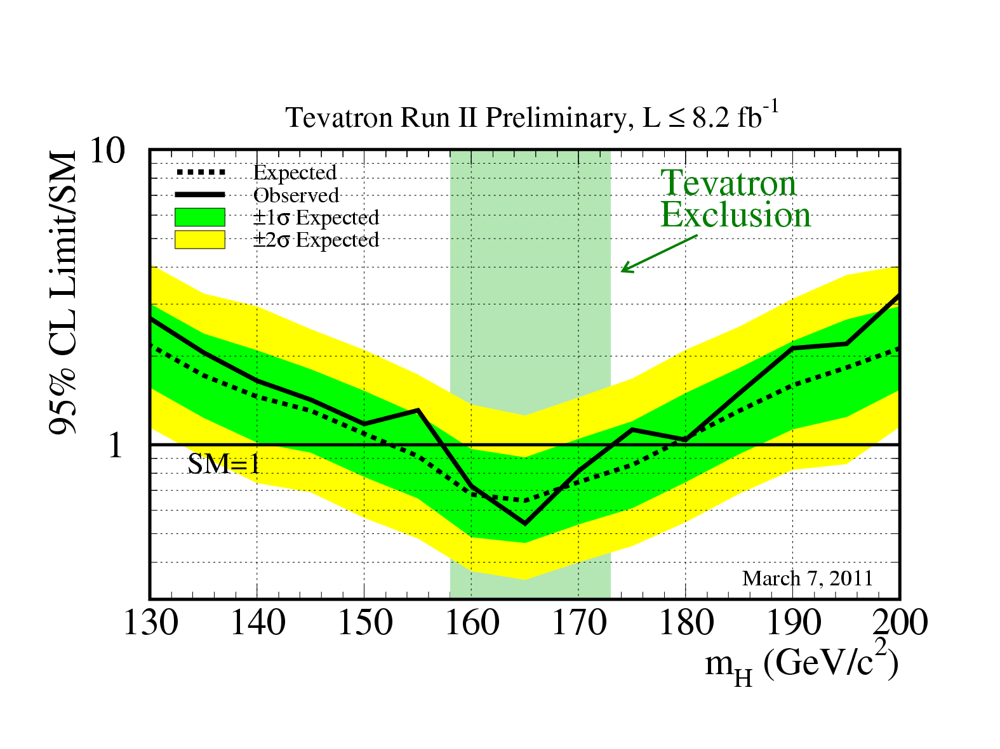 Tevatron Run II Preliminary, L ≤ 8.2 fb⁻¹
95% CL Limit/SM
10
1
Expected
Observed
±1σ Expected
±2σ Expected
Tevatron
Exclusion
SM=1
March 7, 2011
130 140 150 160 170 180 190 200
m_H (GeV/c²)